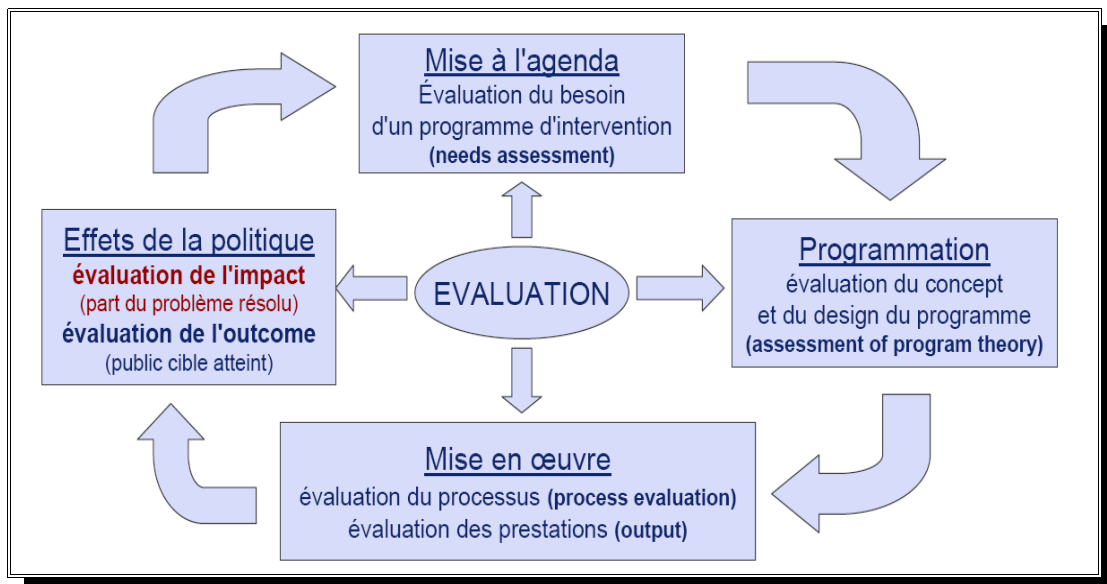 Mise à l'agenda
Évaluation du besoin
d'un programme d'intervention
(needs assessment)
Effets de la politique
évaluation de l'impact
(part du problème résolu)
évaluation de l'outcome
(public cible atteint)
EVALUATION
Programmation
évaluation du concept
et du design du programme
(assessment of program theory)
Mise en œuvre
évaluation du processus (process evaluation)
évaluation des prestations (output)